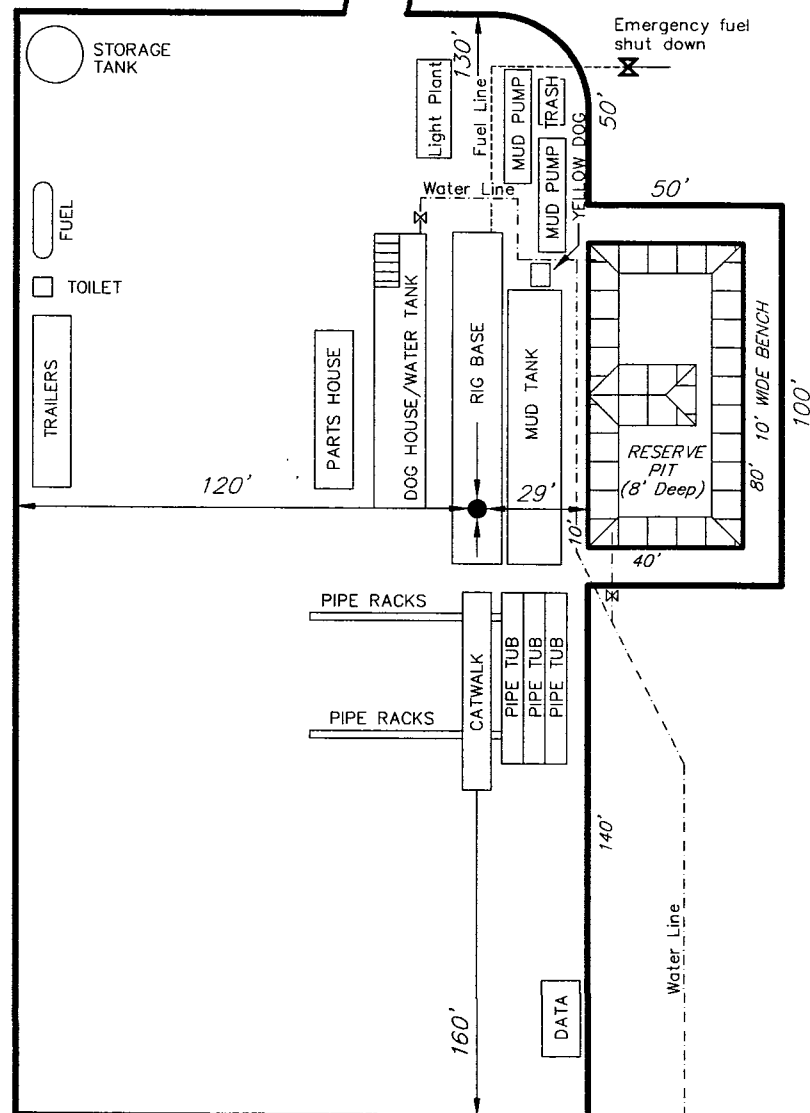 Emergency fuel
shut down
STORAGE
TANK
130'
Light Plant
Fuel Line
MUD PUMP
TRASH
50'
MUD PUMP
YELLOW DOG
Water Line
50'
FUEL
TOILET
TRAILERS
PARTS HOUSE
DOG HOUSE/WATER TANK
RIG BASE
MUD TANK
RESERVE
PIT
(8' Deep)
80'
10' WIDE BENCH
100'
120'
29'
10'
40'
PIPE RACKS
CATWALK
PIPE TUB
PIPE TUB
PIPE TUB
PIPE RACKS
140'
Water Line
DATA
160'